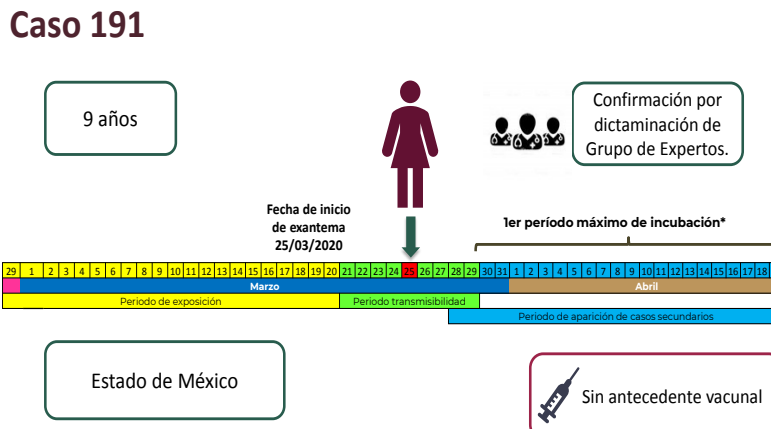 Caso 191
9 años
Confirmación por
dictaminación de
Grupo de Expertos.
Fecha de inicio
de exantema
25/03/2020
1er período máximo de incubación*
29 1 2 3 4 5 6 7 8 9 10 11 12 13 14 15 16 17 18 19 20 21 22 23 24 25 26 27 28 29 30 31 1 2 3 4 5 6 7 8 9 10 11 12 13 14 15 16 17 18
Marzo Abril
Periodo de exposición Periodo transmisibilidad
Periodo de aparición de casos secundarios
Estado de México
Sin antecedente vacunal